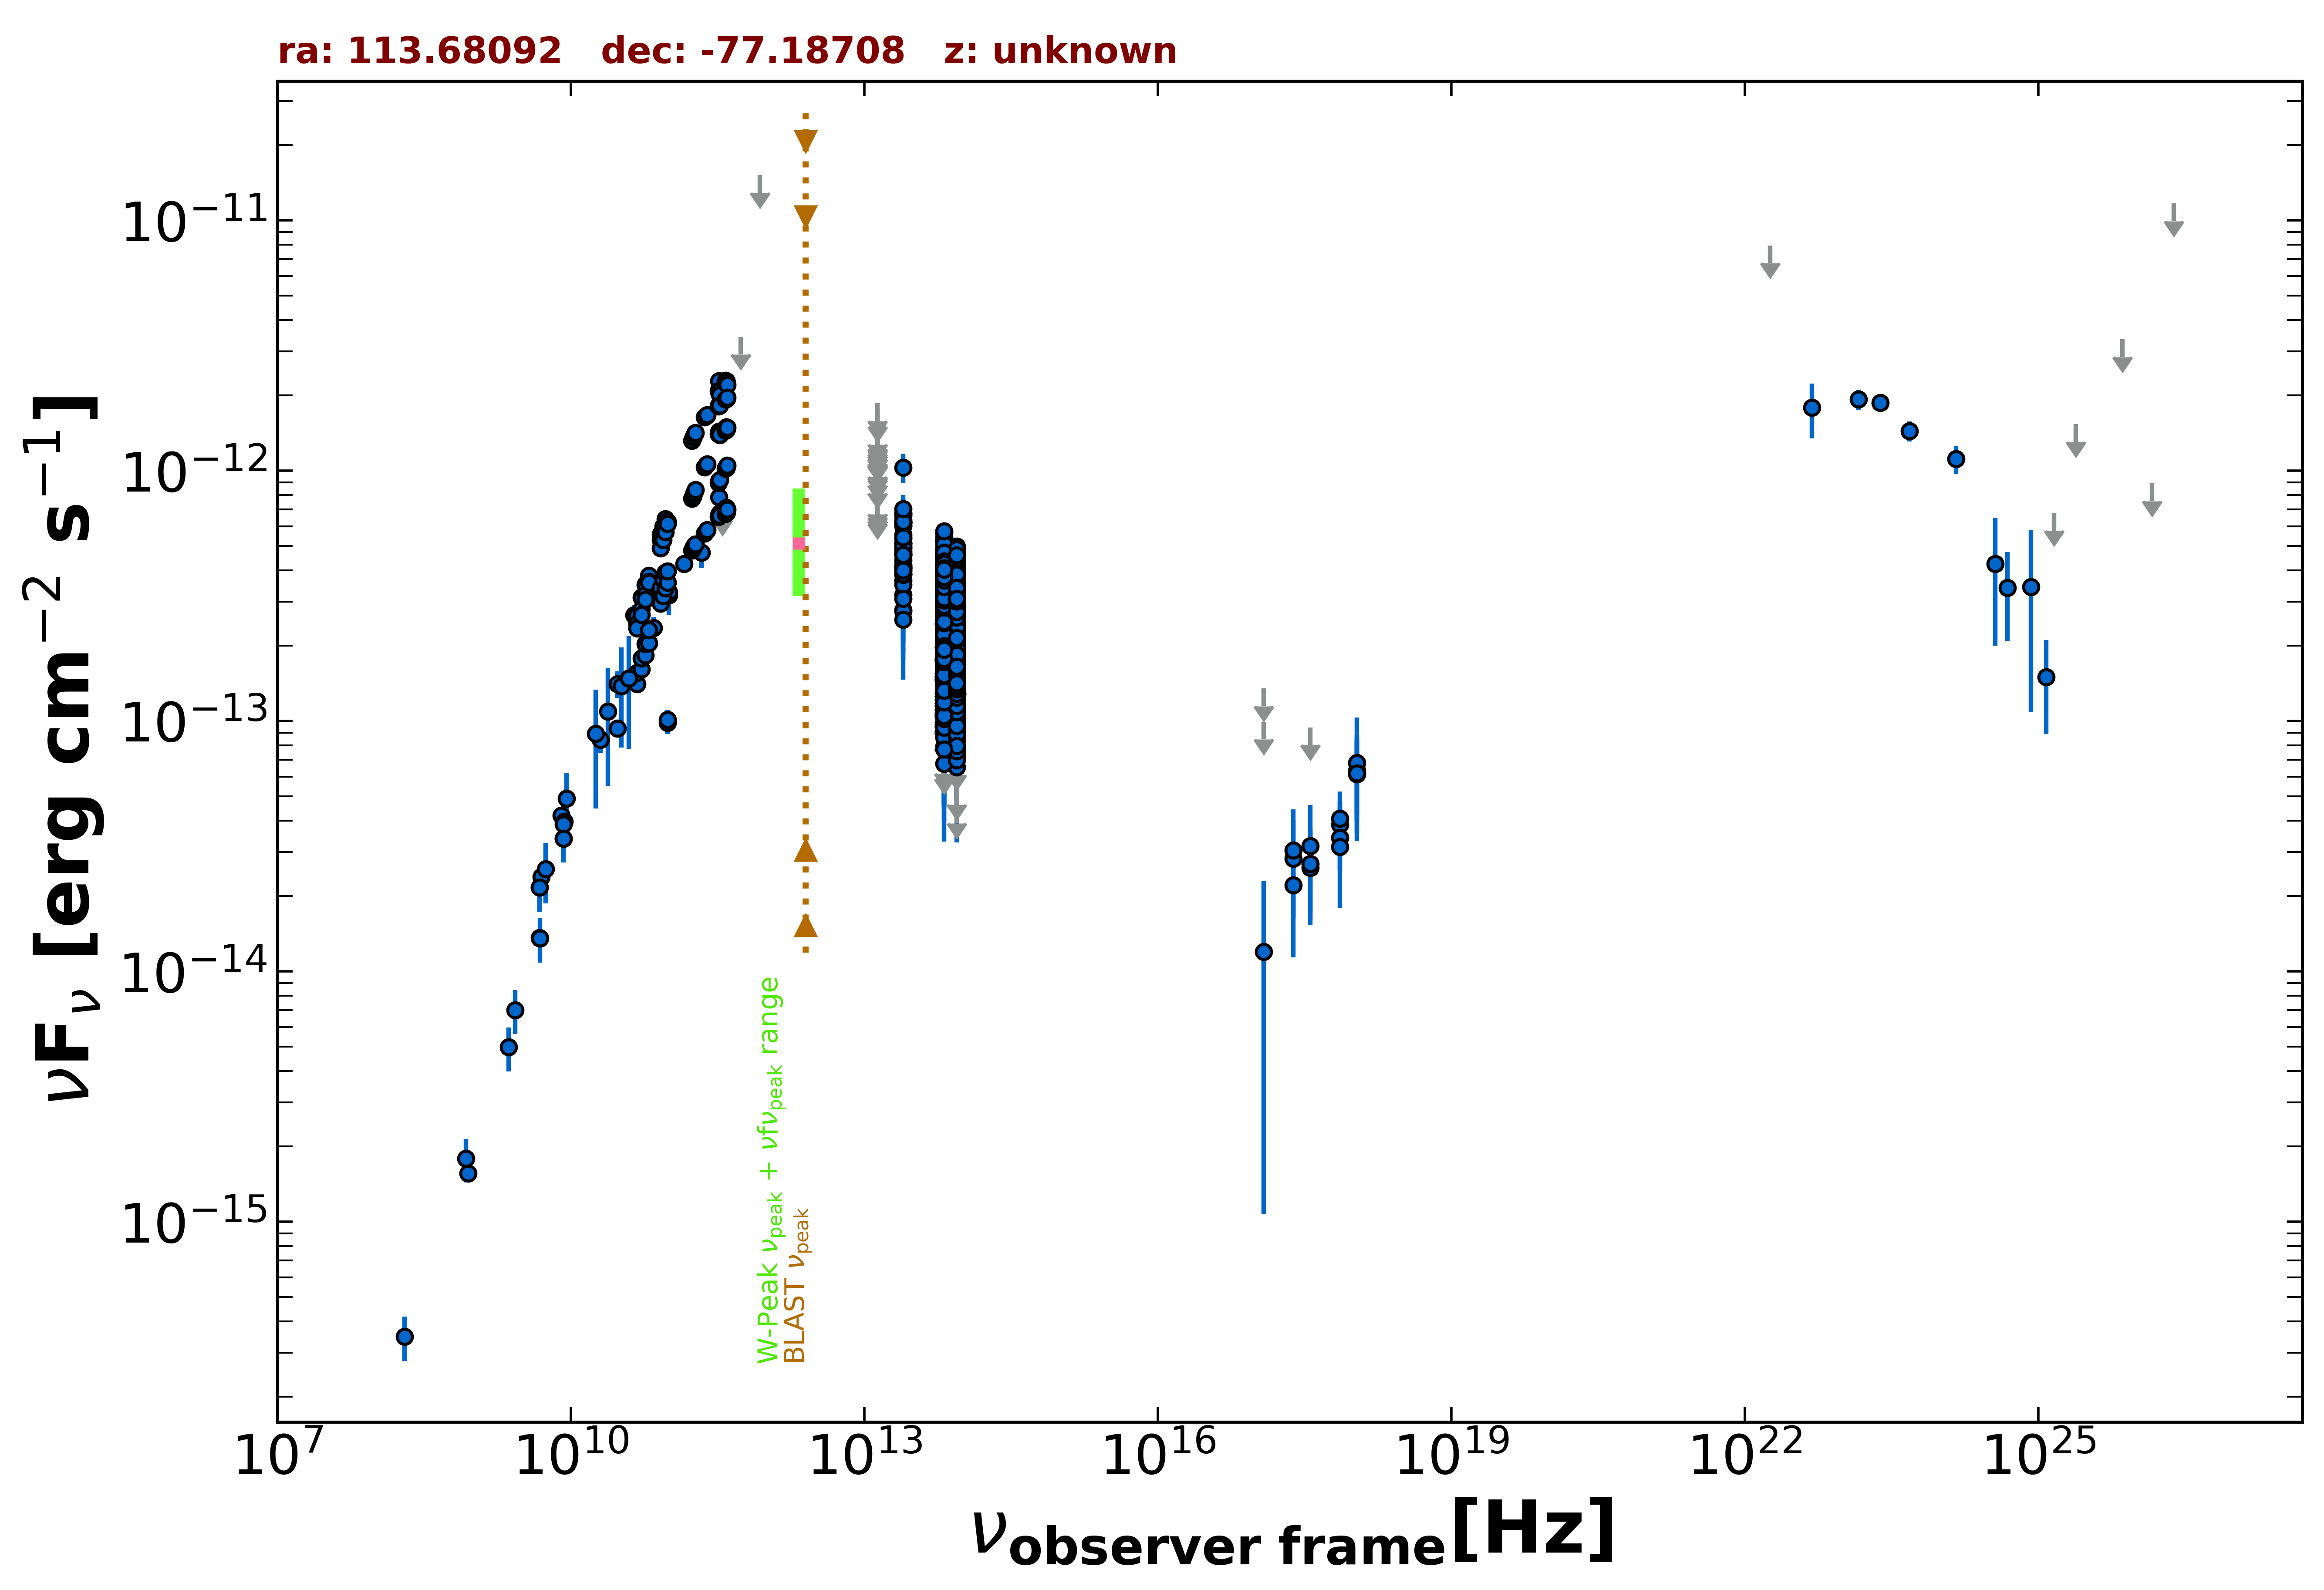 ra: 113.68092   dec: -77.18708   z: unknown
10⁻¹¹
10⁻¹²
10⁻¹³
10⁻¹⁴
10⁻¹⁵
νFν [erg cm⁻² s⁻¹]
W-Peak νpeak + νfνpeak range
BLAST νpeak
10⁷ 10¹⁰ 10¹³ 10¹⁶ 10¹⁹ 10²² 10²⁵
νobserver frame[Hz]